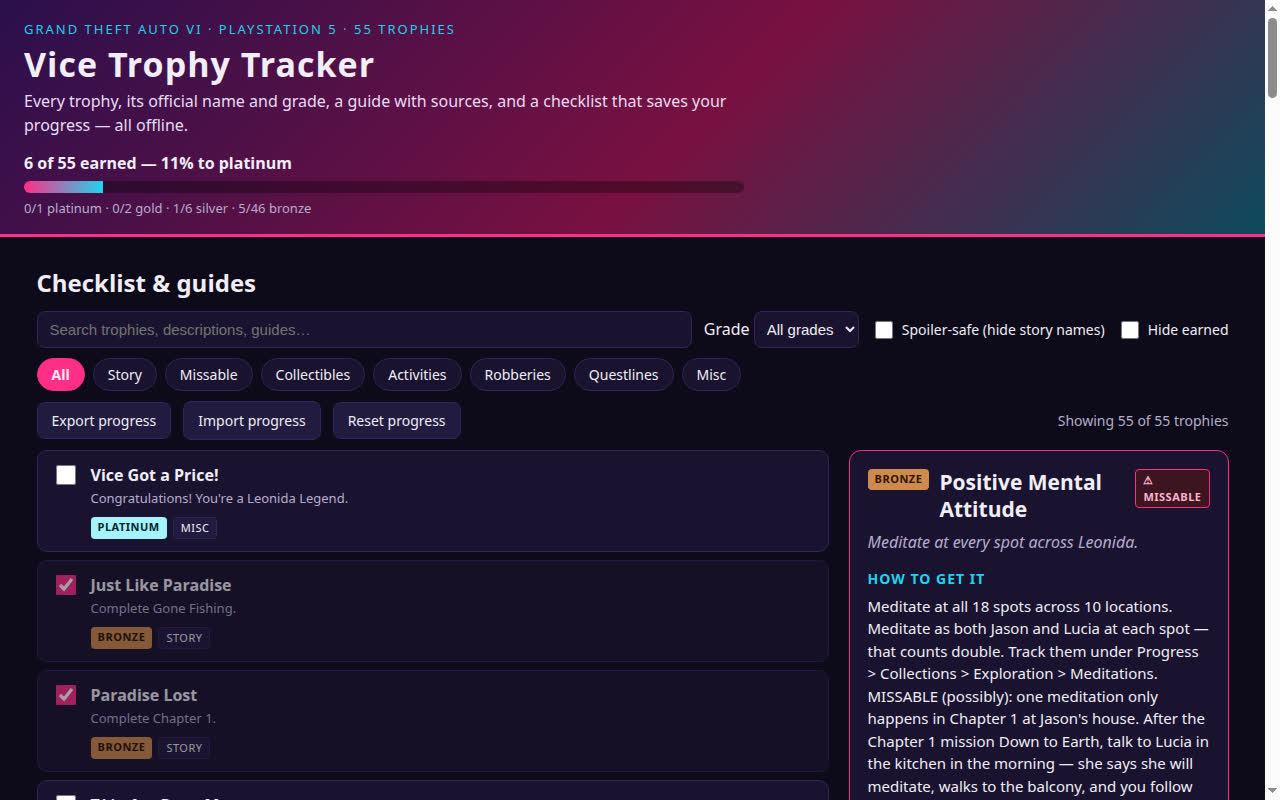 GRAND THEFT AUTO VI · PLAYSTATION 5 · 55 TROPHIES
Vice Trophy Tracker
Every trophy, its official name and grade, a guide with sources, and a checklist that saves your
progress — all offline.
6 of 55 earned — 11% to platinum
0/1 platinum · 0/2 gold · 1/6 silver · 5/46 bronze
Checklist & guides
Search trophies, descriptions, guides…
Grade
All grades
Spoiler-safe (hide story names)
Hide earned
All
Story
Missable
Collectibles
Activities
Robberies
Questlines
Misc
Export progress
Import progress
Reset progress
Showing 55 of 55 trophies
Vice Got a Price!
Congratulations! You're a Leonida Legend.
PLATINUM
MISC
Just Like Paradise
Complete Gone Fishing.
BRONZE
STORY
Paradise Lost
Complete Chapter 1.
BRONZE
STORY
BRONZE
Positive Mental
Attitude
⚠
MISSABLE
Meditate at every spot across Leonida.
HOW TO GET IT
Meditate at all 18 spots across 10 locations.
Meditate as both Jason and Lucia at each spot —
that counts double. Track them under Progress
> Collections > Exploration > Meditations.
MISSABLE (possibly): one meditation only
happens in Chapter 1 at Jason's house. After the
Chapter 1 mission Down to Earth, talk to Lucia in
the kitchen in the morning — she says she will
meditate, walks to the balcony, and you follow